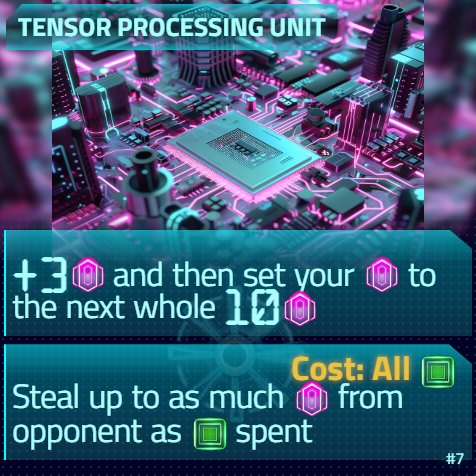 TENSOR PROCESSING UNIT
+3 and then set your to
the next whole 10
Cost: All
Steal up to as much from
opponent as spent
#7